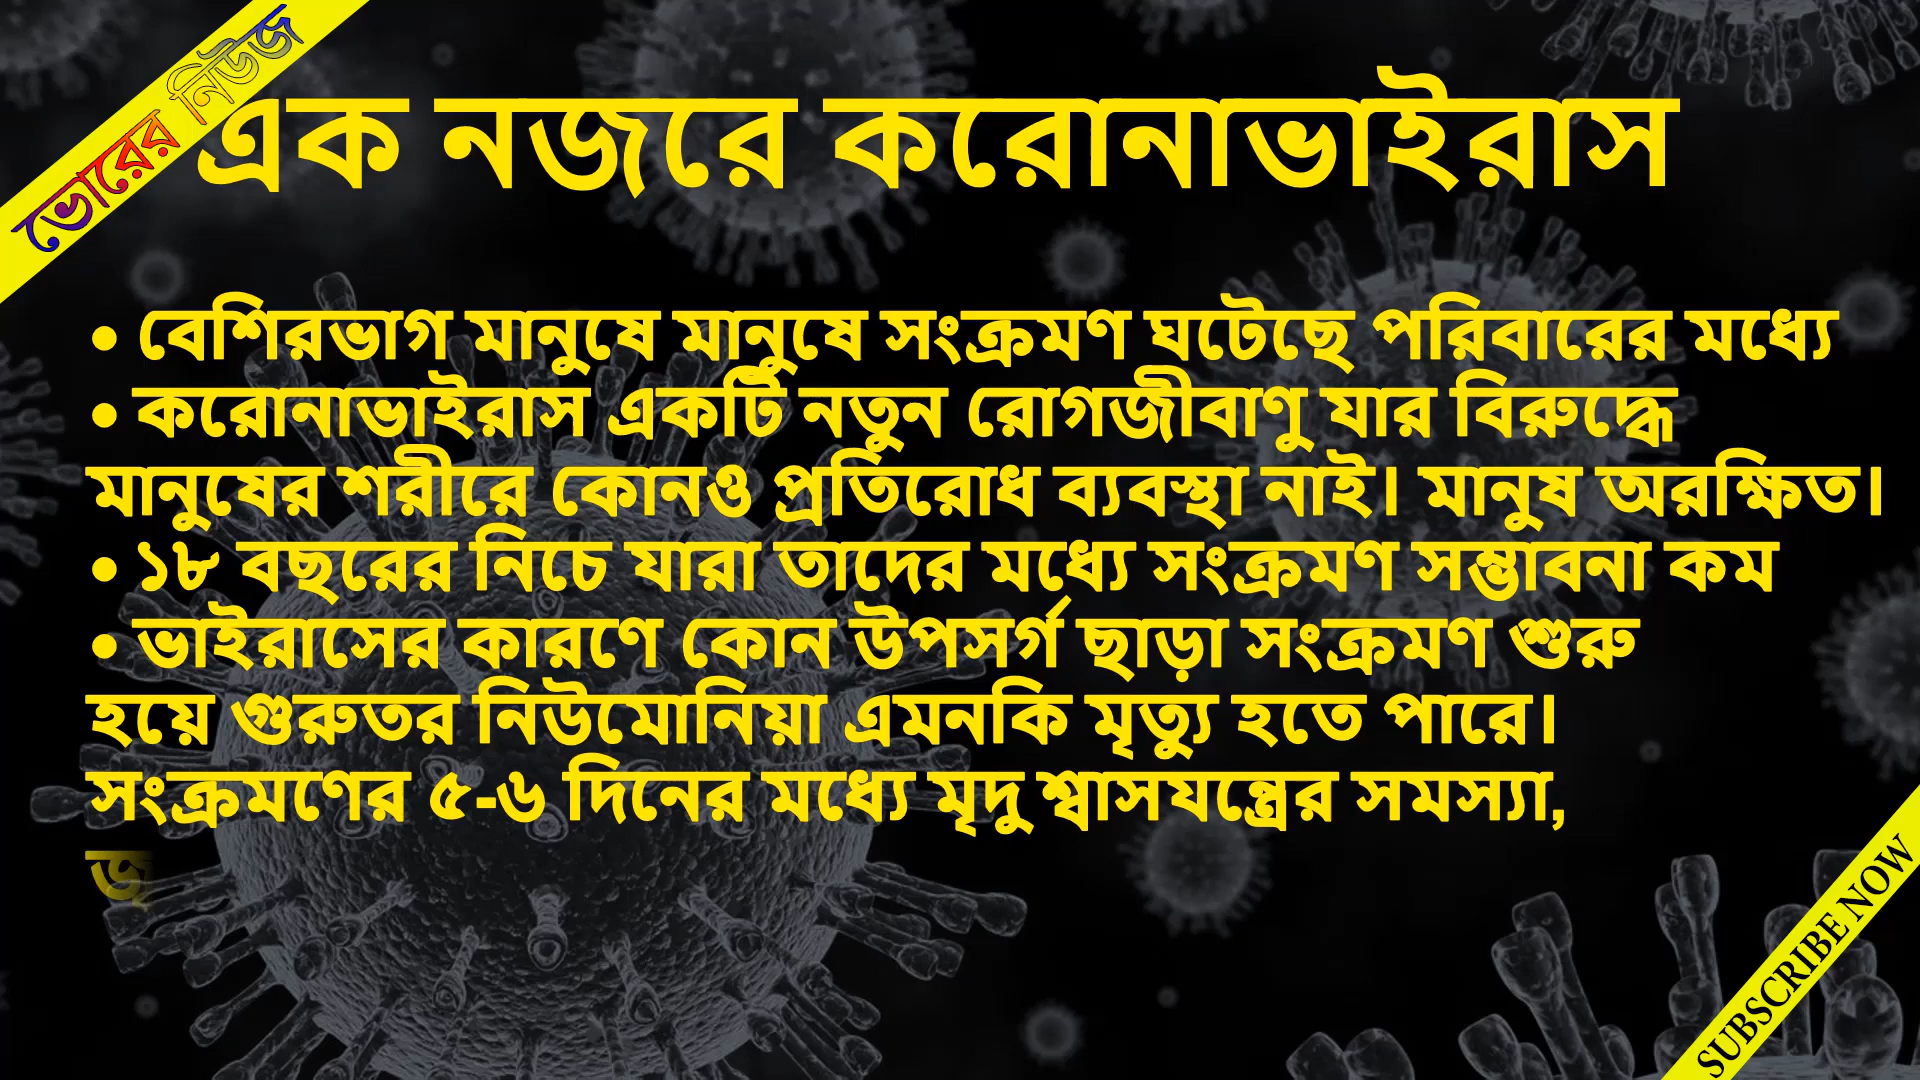 ভোরের নিউজ
এক নজরে করোনাভাইরাস
• বেশিরভাগ মানুষে মানুষে সংক্রমণ ঘটেছে পরিবারের মধ্যে
• করোনাভাইরাস একটি নতুন রোগজীবাণু যার বিরুদ্ধে
মানুষের শরীরে কোনও প্রতিরোধ ব্যবস্থা নাই। মানুষ অরক্ষিত।
• ১৮ বছরের নিচে যারা তাদের মধ্যে সংক্রমণ সম্ভাবনা কম
• ভাইরাসের কারণে কোন উপসর্গ ছাড়া সংক্রমণ শুরু
হয়ে গুরুতর নিউমোনিয়া এমনকি মৃত্যু হতে পারে।
সংক্রমণের ৫-৬ দিনের মধ্যে মৃদু শ্বাসযন্ত্রের সমস্যা,
SUBSCRIBE NOW